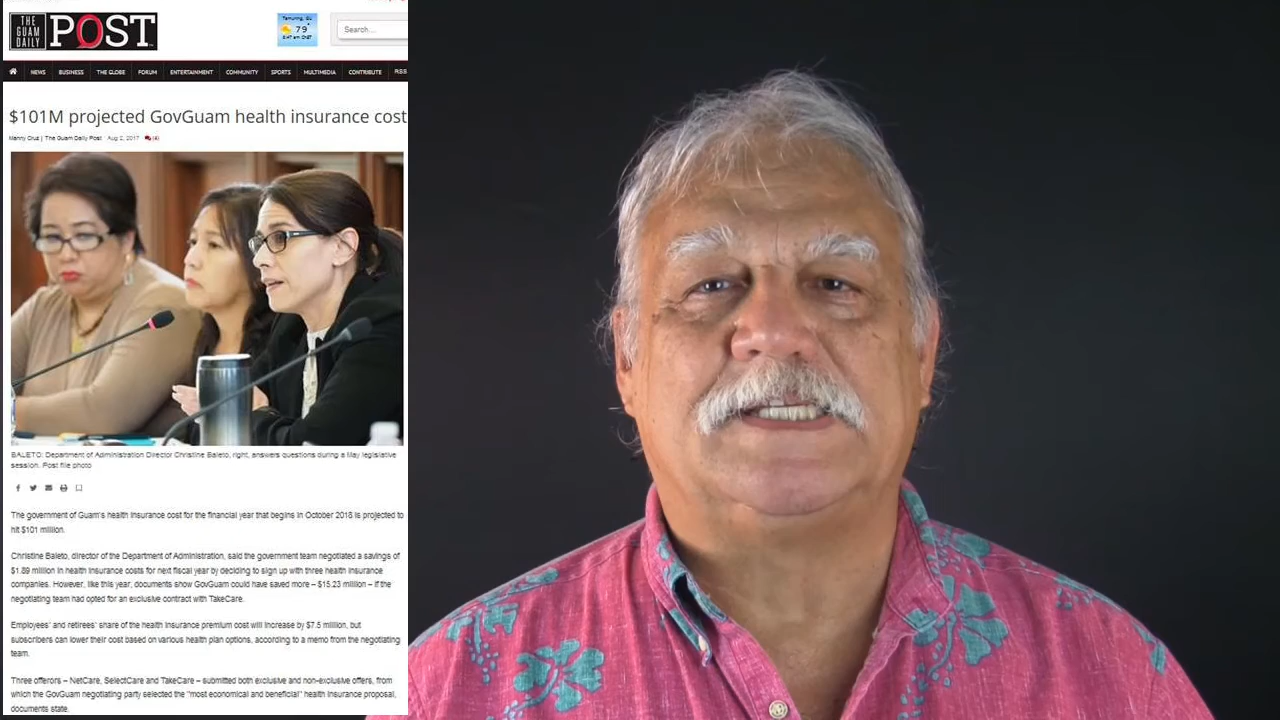 THE GUAM DAILY POST
Tamuning, GU
79°
Search...
NEWS BUSINESS THE GLOBE FORUM ENTERTAINMENT COMMUNITY SPORTS MULTIMEDIA CONTRIBUTE
$101M projected GovGuam health insurance cost
Manny Cruz | The Guam Daily Post Aug 2, 2017 (4)
BALETO: Department of Administration Director Christine Baleto, right, answers questions during a May legislative
session. Post file photo
The government of Guam's health insurance cost for the financial year that begins in October 2018 is projected to
hit $101 million.
Christine Baleto, director of the Department of Administration, said the government team negotiated a savings of
$1.89 million in health insurance costs for next fiscal year by deciding to sign up with three health insurance
companies. However, like this year, documents show GovGuam could have saved more – $15.23 million – if the
negotiating team had opted for an exclusive contract with TakeCare.
Employees' and retirees' share of the health insurance premium cost will increase by $7.5 million, but
subscribers can lower their cost based on various health plan options, according to a memo from the negotiating
team.
Three offerors – NetCare, SelectCare and TakeCare – submitted both exclusive and non-exclusive offers, from
which the GovGuam negotiating party selected the "most economical and beneficial" health insurance proposal,
documents state.